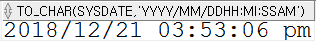 TO_CHAR(SYSDATE,'YYYY/MM/DDHH:MI:SSAM')
2018/12/21 03:53:06 pm